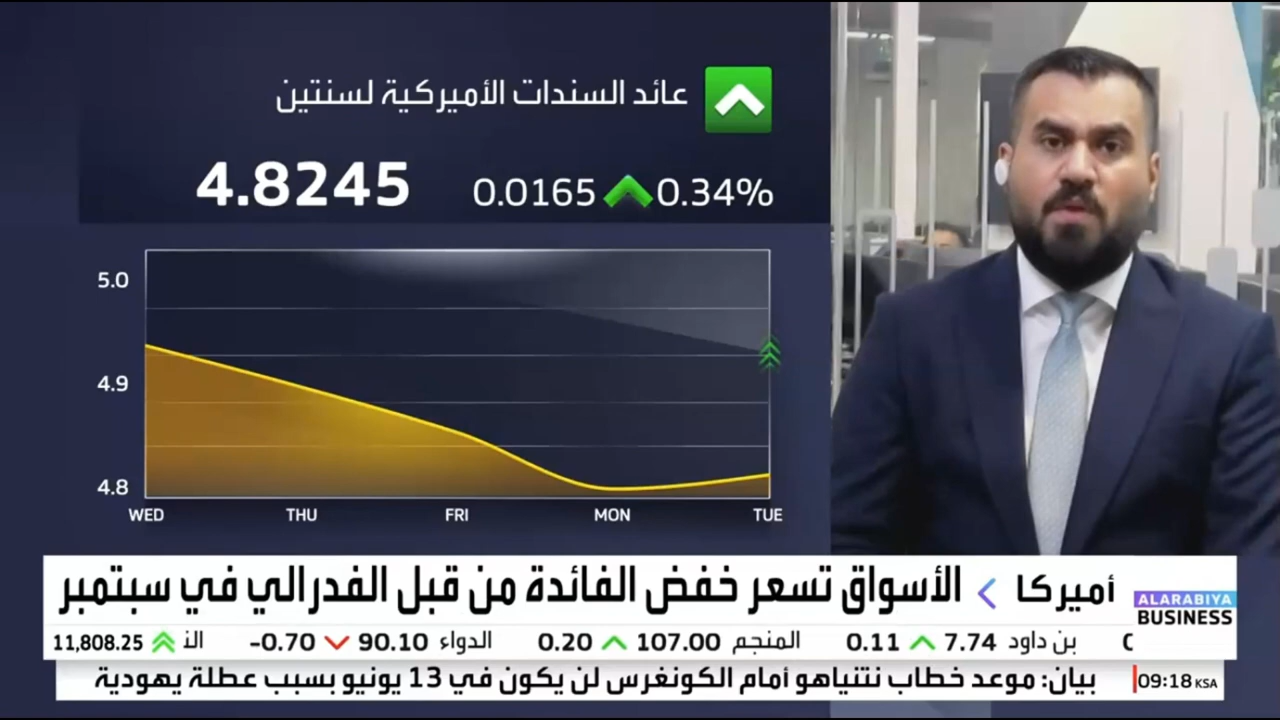 عائد السندات الأميركية لسنتين
4.8245 0.0165 0.34%
5.0
4.9
4.8
WED THU FRI MON TUE
أميركا > الأسواق تسعر خفض الفائدة من قبل الفدرالي في سبتمبر
ALARABIYA
BUSINESS
بن داود 7.74 0.11 المنجم 107.00 0.20 الدواء 90.10 -0.70 11,808.25
بيان: موعد خطاب نتنياهو أمام الكونغرس لن يكون في 13 يونيو بسبب عطلة يهودية
09:18 KSA